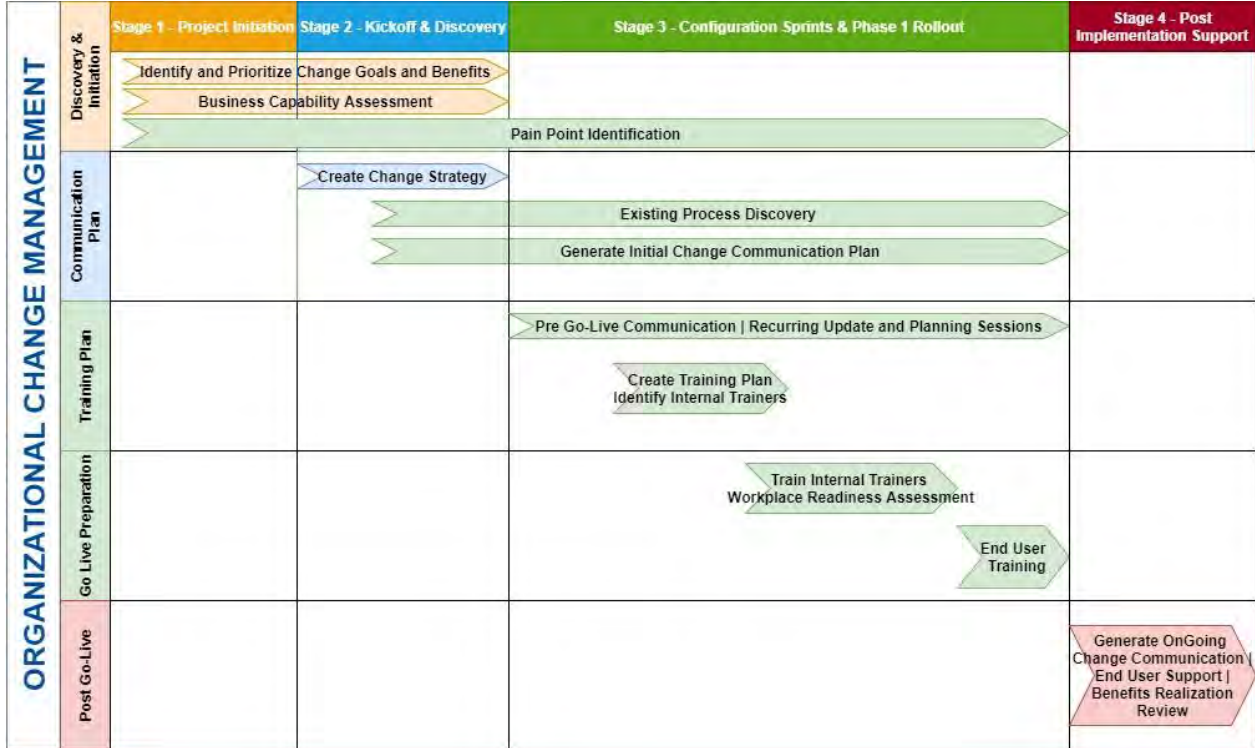 ORGANIZATIONAL CHANGE MANAGEMENT
Stage 1 - Project Initiation
Stage 2 - Kickoff & Discovery
Stage 3 - Configuration Sprints & Phase 1 Rollout
Stage 4 - Post
Implementation Support
Discovery &
Initiation
Identify and Prioritize Change Goals and Benefits
Business Capability Assessment
Pain Point Identification
Communication
Plan
Create Change Strategy
Existing Process Discovery
Generate Initial Change Communication Plan
Training Plan
Pre Go-Live Communication | Recurring Update and Planning Sessions
Create Training Plan
Identify Internal Trainers
Go Live Preparation
Train Internal Trainers
Workplace Readiness Assessment
End User
Training
Post Go-Live
Generate OnGoing
Change Communication |
End User Support |
Benefits Realization
Review